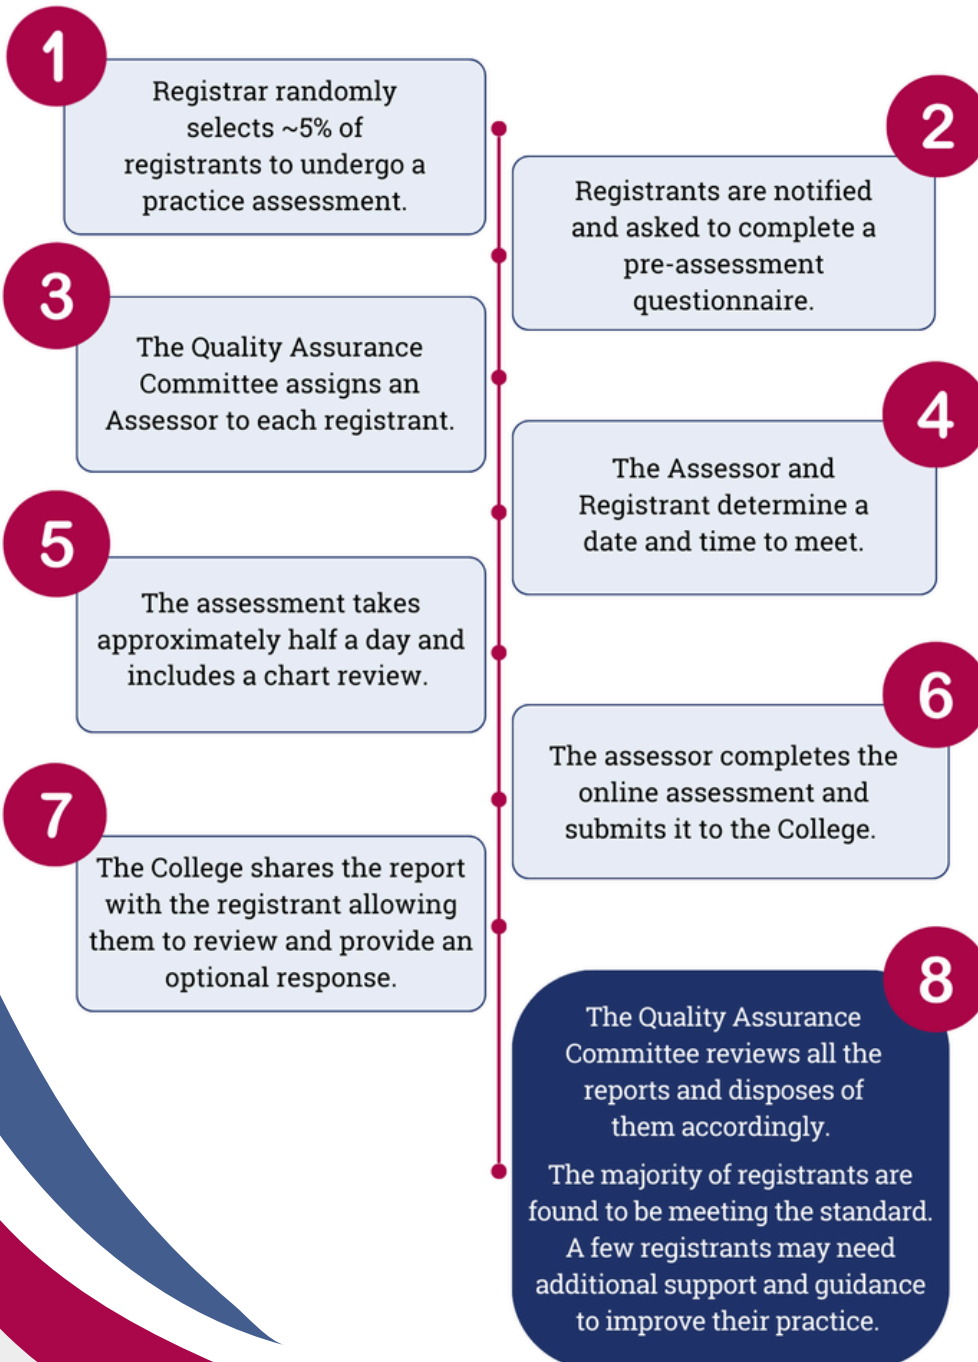 1
Registrar randomly
selects ~5% of
registrants to undergo a
practice assessment.
2
Registrants are notified
and asked to complete a
pre-assessment
questionnaire.
3
The Quality Assurance
Committee assigns an
Assessor to each registrant.
4
The Assessor and
Registrant determine a
date and time to meet.
5
The assessment takes
approximately half a day and
includes a chart review.
6
The assessor completes the
online assessment and
submits it to the College.
7
The College shares the report
with the registrant allowing
them to review and provide an
optional response.
8
The Quality Assurance
Committee reviews all the
reports and disposes of
them accordingly.
The majority of registrants are
found to be meeting the standard.
A few registrants may need
additional support and guidance
to improve their practice.